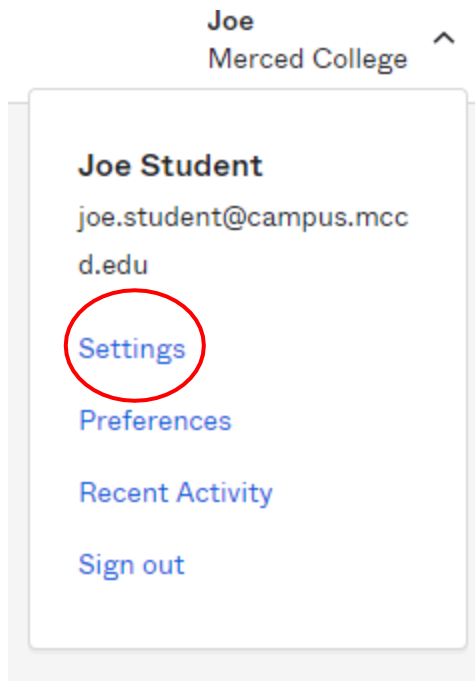 Joe
Merced College
Joe Student
joe.student@campus.mcc
d.edu
Settings
Preferences
Recent Activity
Sign out